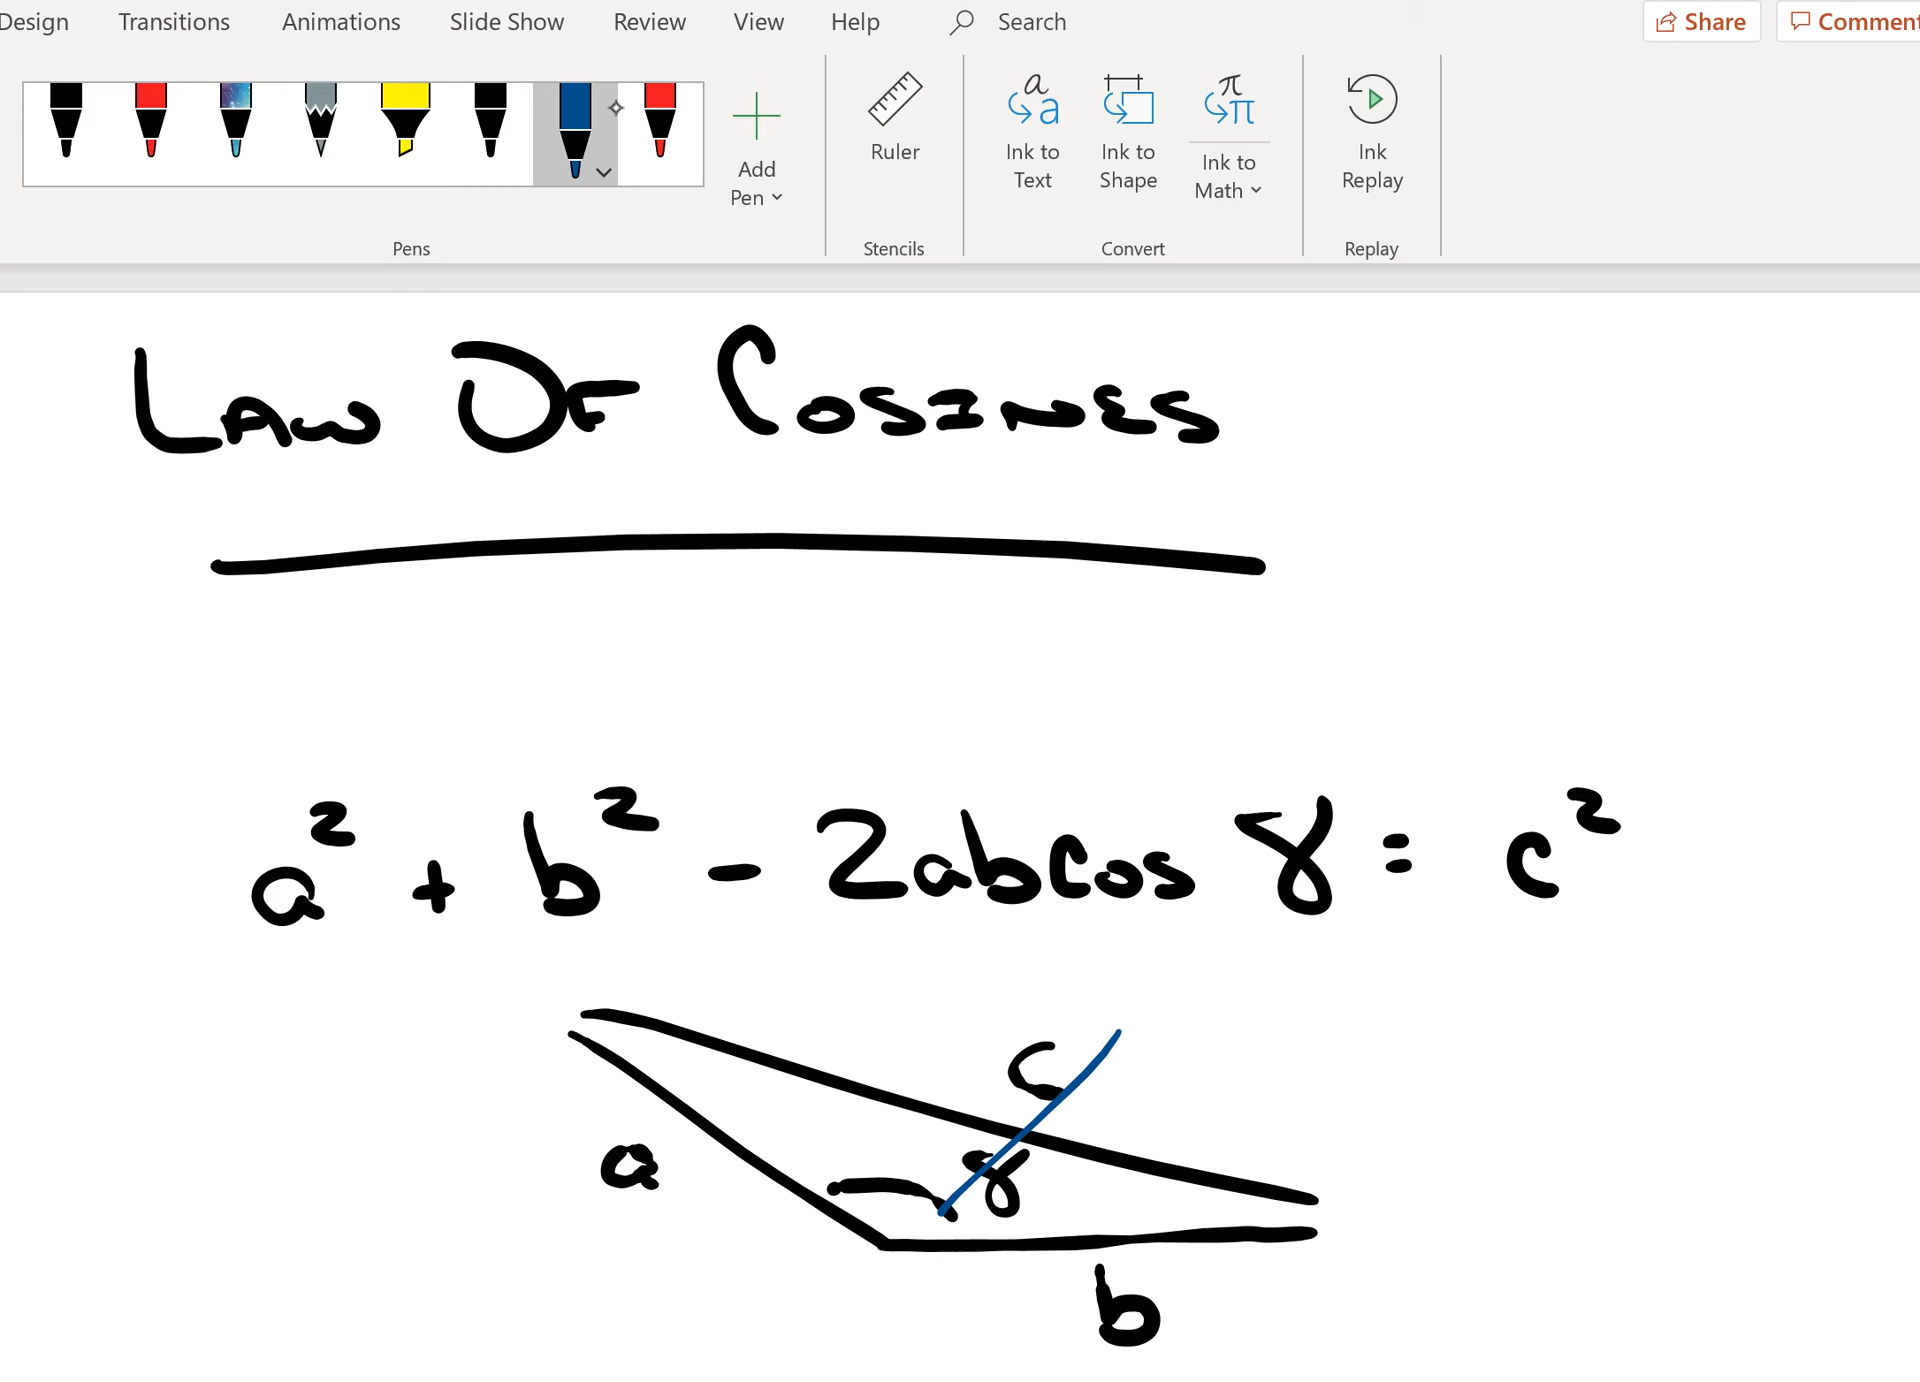 Design Transitions Animations Slide Show Review View Help Search Share Comment
Add Pen
Ruler
Ink to Text
Ink to Shape
Ink to Math
Ink Replay
Pens Stencils Convert Replay
LAW OF COSINES
a² + b² - 2abcos γ = c²
c
a
γ
b